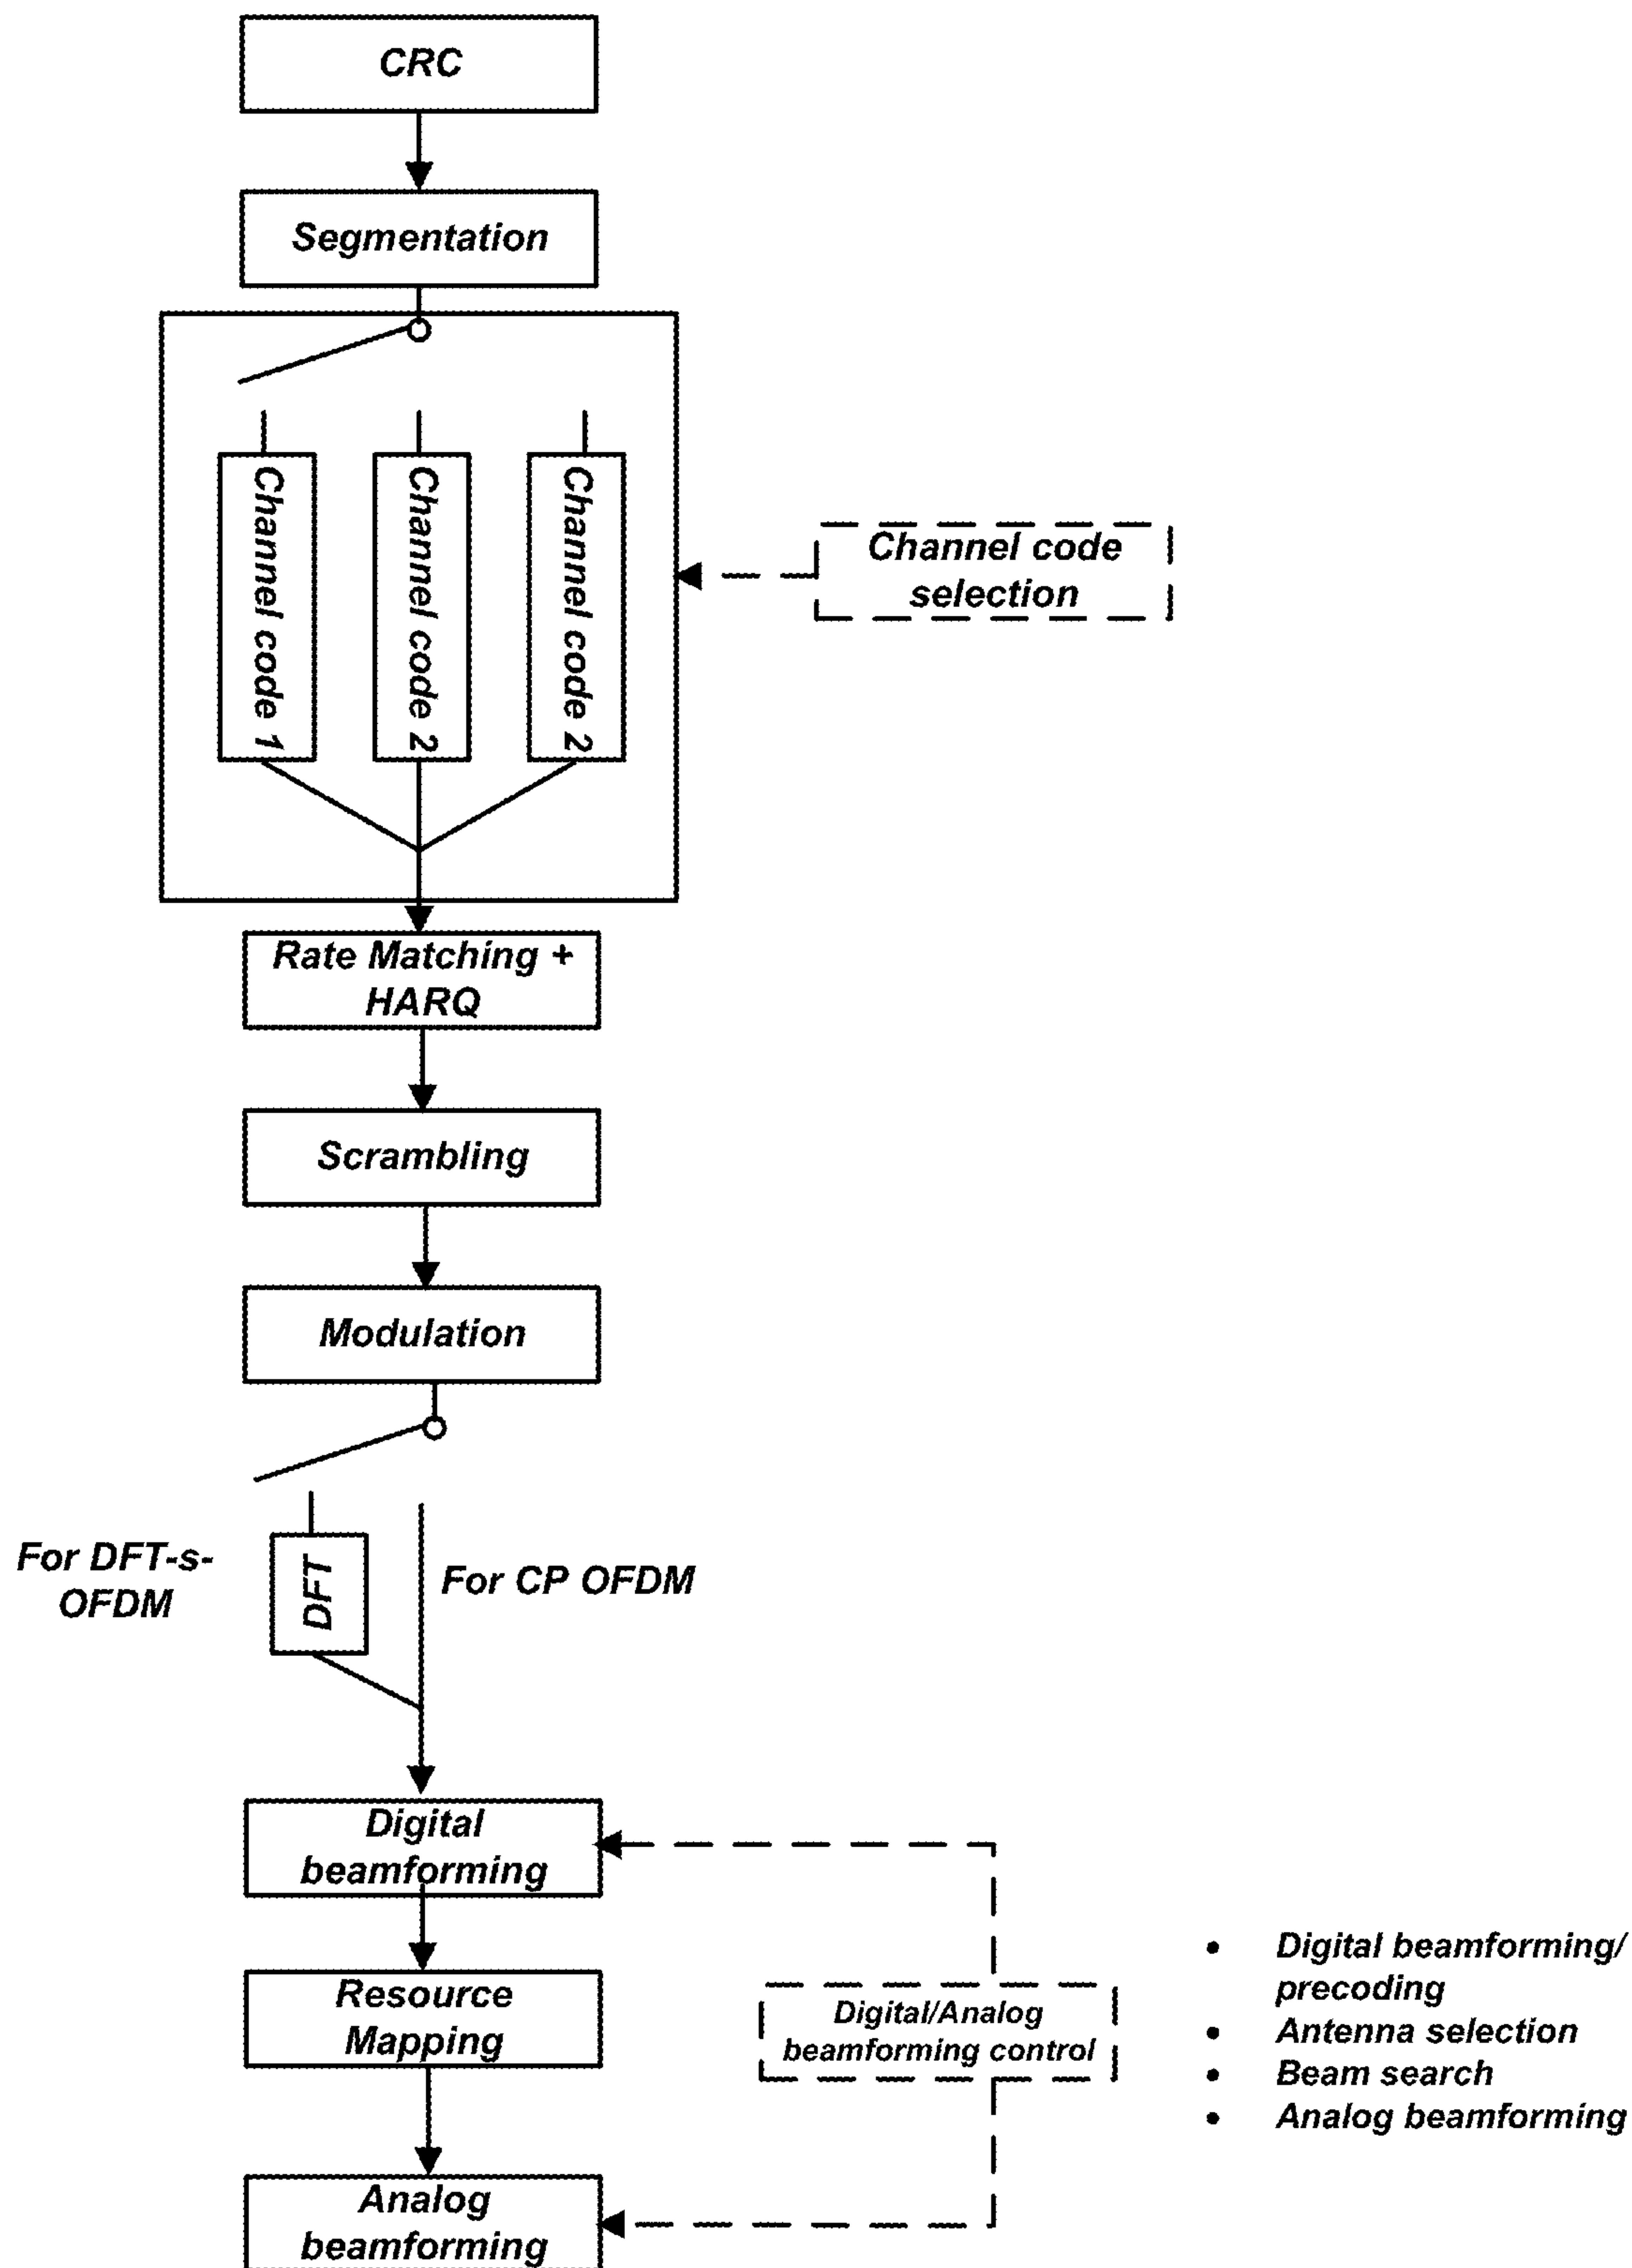 CRC
Segmentation
Channel code 1
Channel code 2
Channel code 2
Channel code
selection
Rate Matching +
HARQ
Scrambling
Modulation
For DFT-s-
OFDM
DFT
For CP OFDM
Digital
beamforming
Resource
Mapping
Digital/Analog
beamforming control
• Digital beamforming/
precoding
• Antenna selection
• Beam search
• Analog beamforming
Analog
beamforming